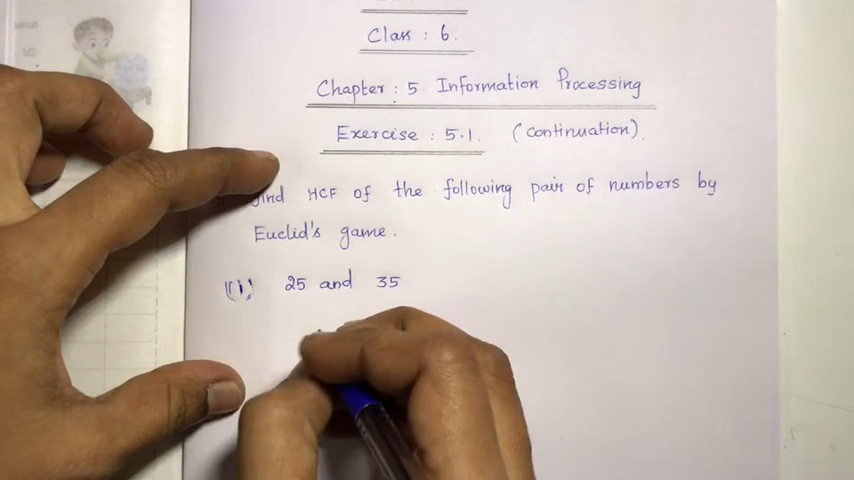 Class : 6.
Chapter : 5 Information Processing
Exercise : 5.1. (continuation).
find HCF of the following pair of numbers by
Euclid's game.
(i) 25 and 35